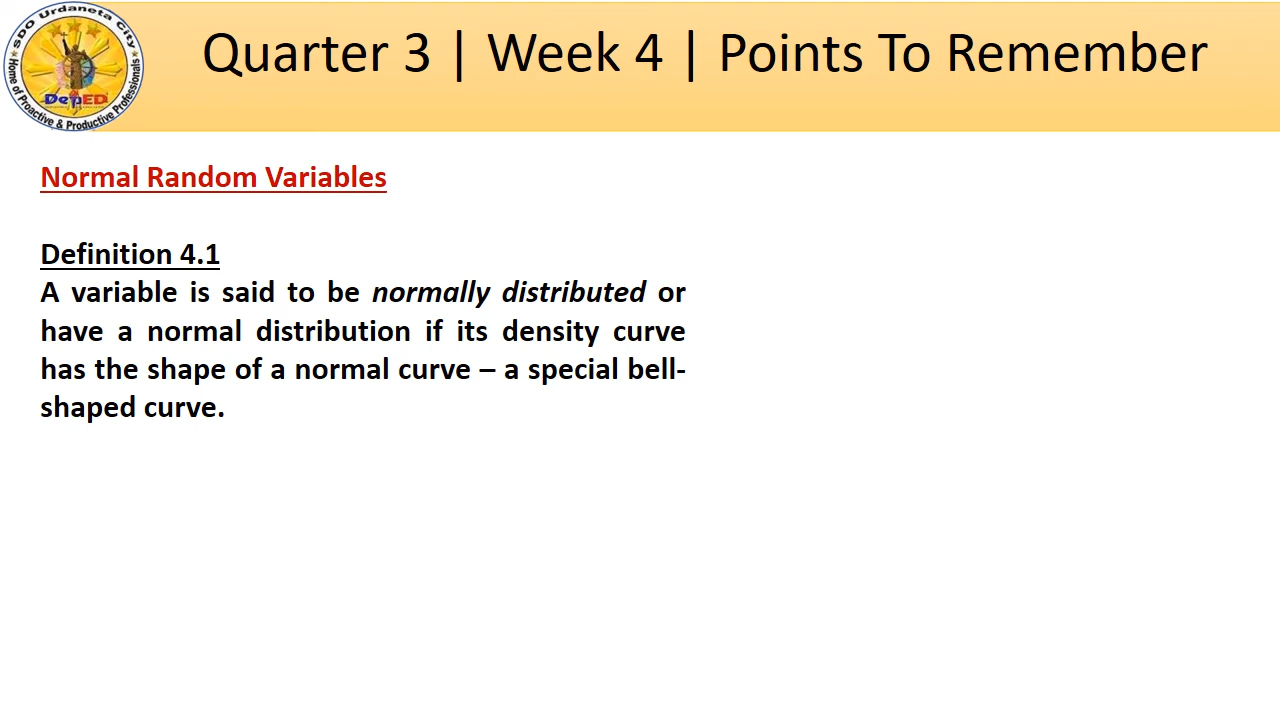 SDO Urdaneta City
Home of Proactive & Productive Professionals
DepED
Quarter 3 | Week 4 | Points To Remember
Normal Random Variables
Definition 4.1
A variable is said to be normally distributed or
have a normal distribution if its density curve
has the shape of a normal curve – a special bell-
shaped curve.